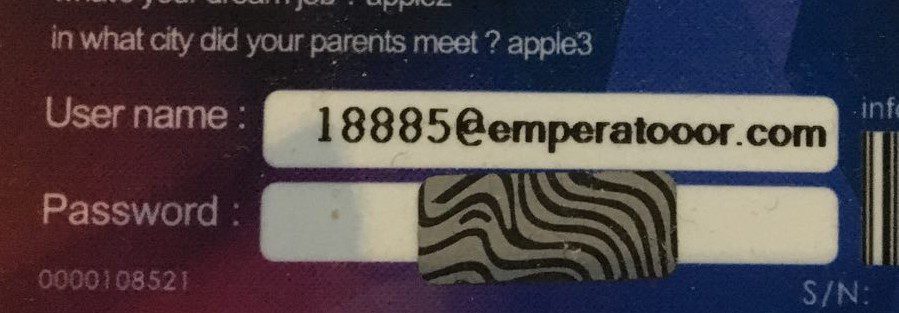 in what city did your parents meet ? apple3
User name : 18885@emperatooor.com
Password :
0000108521
S/N: